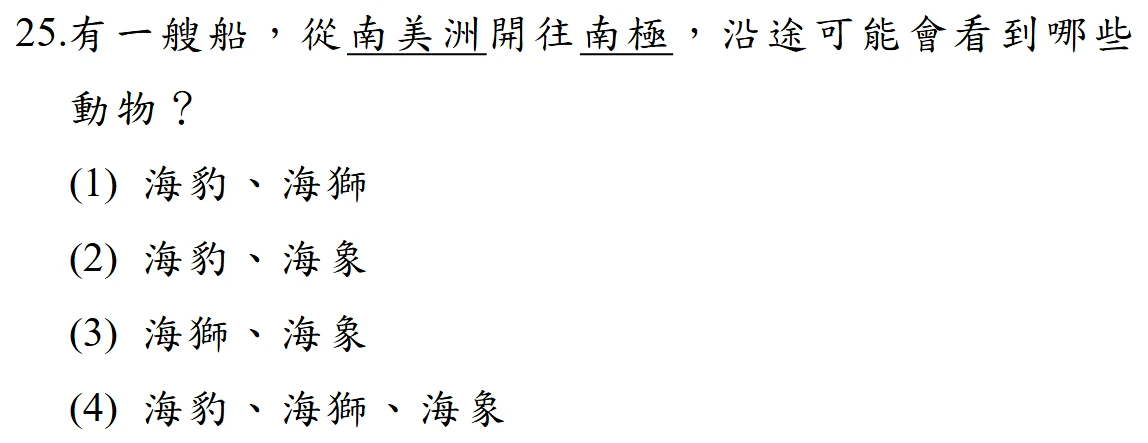 25.有一艘船，從南美洲開往南極，沿途可能會看到哪些
動物？
(1) 海豹、海獅
(2) 海豹、海象
(3) 海獅、海象
(4) 海豹、海獅、海象